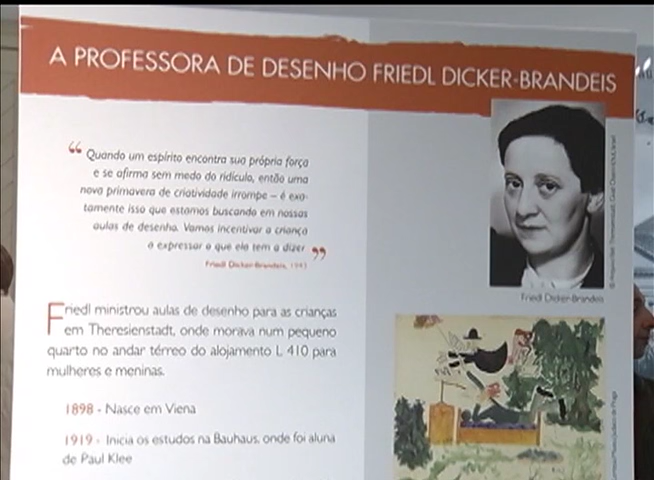 A PROFESSORA DE DESENHO FRIEDL DICKER-BRANDEIS
“ Quando um espírito encontra sua própria força
e se afirma sem medo do ridículo, então uma
nova primavera de criatividade irrompe – é exa-
tamente isso que estamos buscando em nossas
aulas de desenho. Vamos incentivar a criança
a expressar o que ela tem a dizer ”
Friedl Dicker-Brandeis, 1943
Friedl Dicker-Brandeis
Friedl ministrou aulas de desenho para as crianças
em Theresienstadt, onde morava num pequeno
quarto no andar térreo do alojamento L 410 para
mulheres e meninas.
1898 - Nasce em Viena
1919 - Inicia os estudos na Bauhaus, onde foi aluna
de Paul Klee